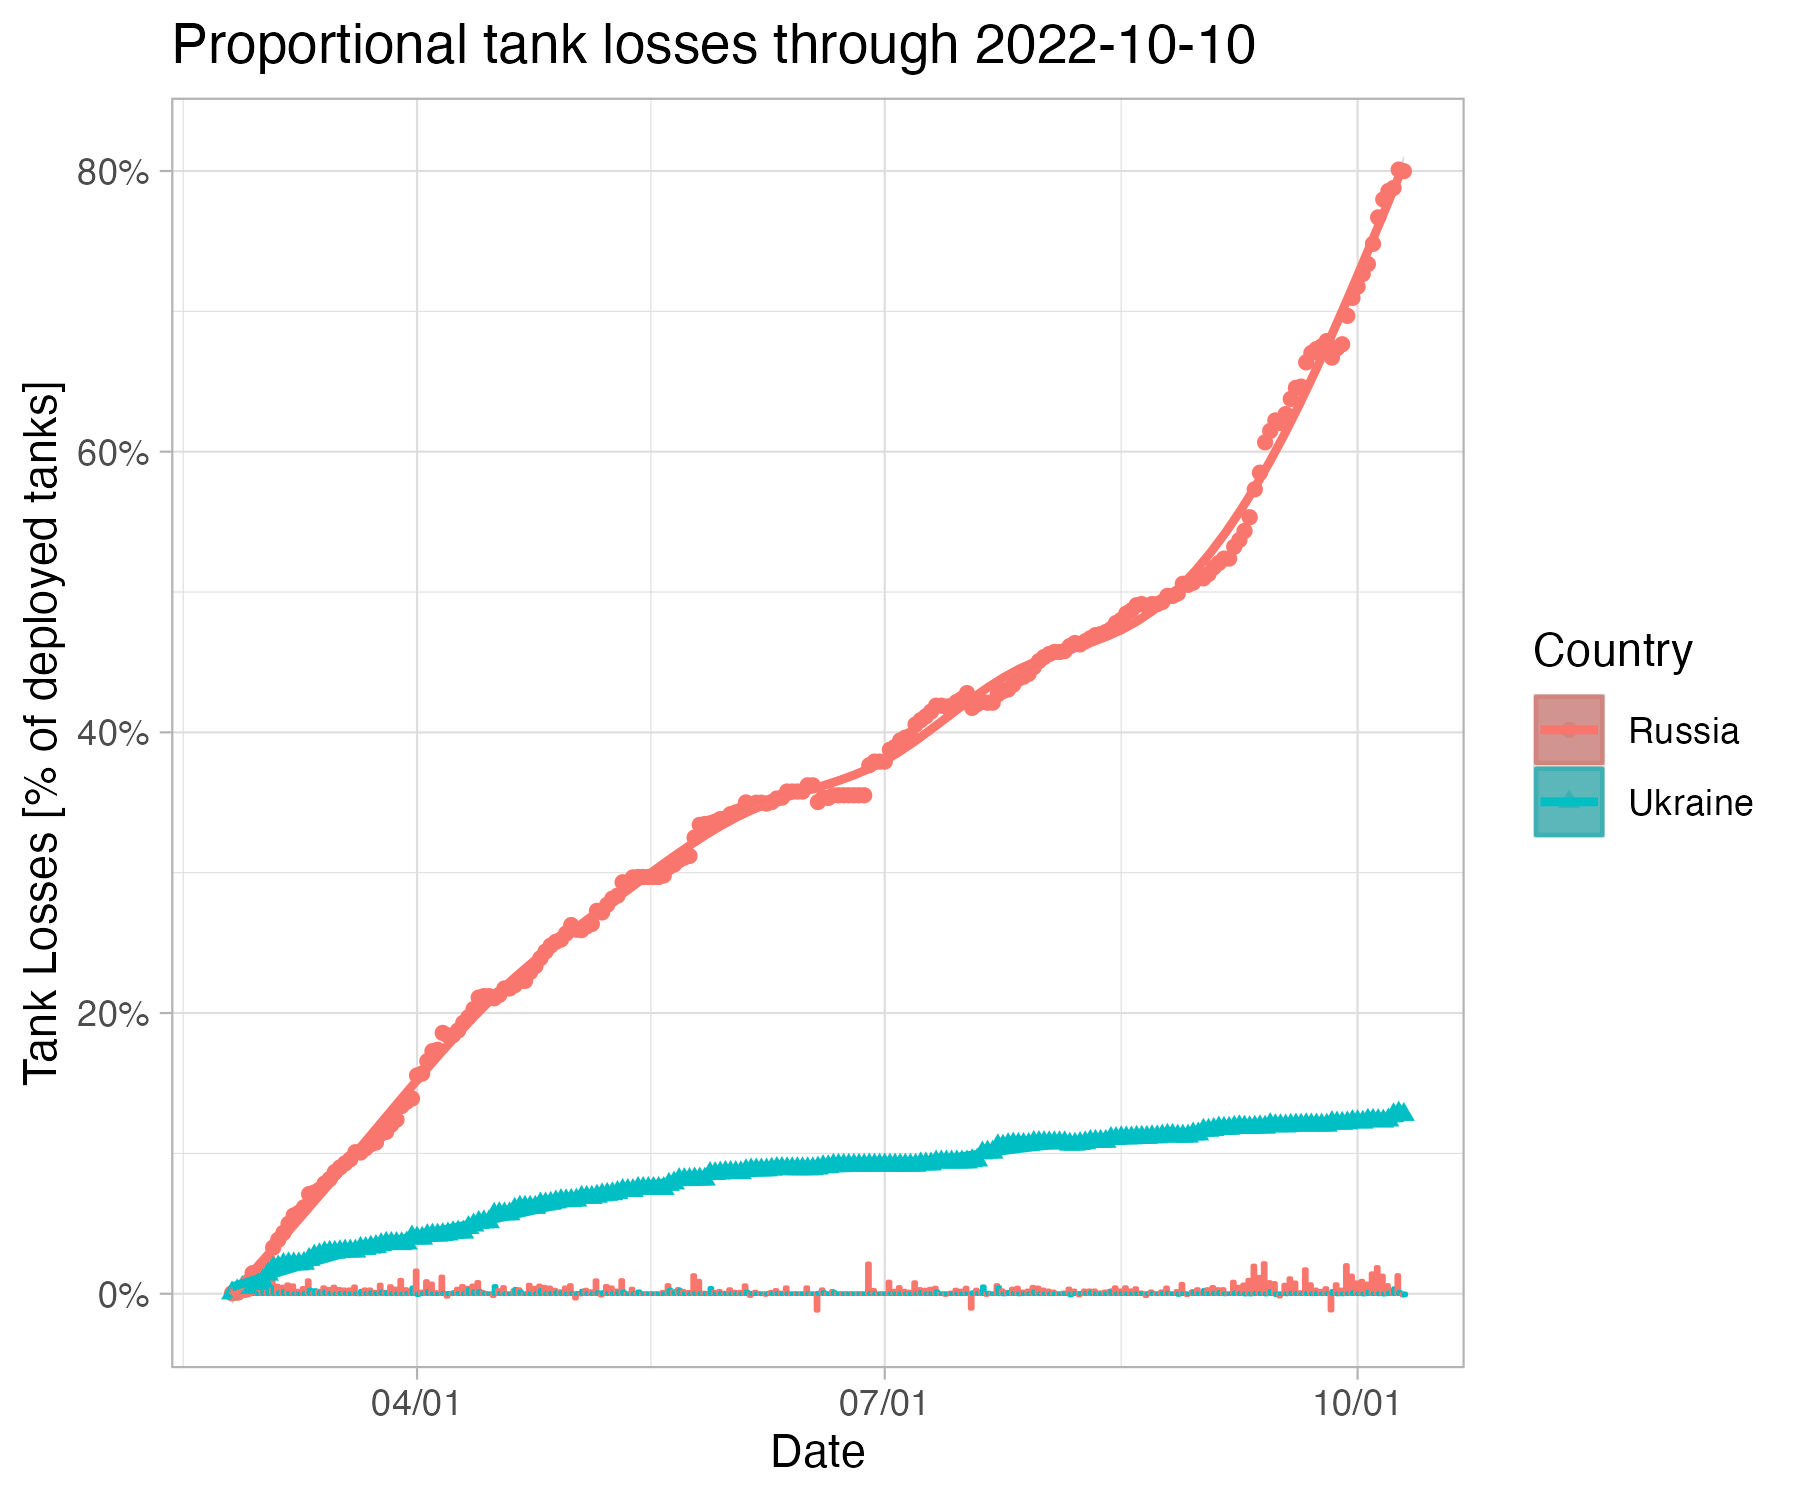 Proportional tank losses through 2022-10-10
Tank Losses [% of deployed tanks]
80%
60%
40%
20%
0%
04/01
07/01
10/01
Date
Country
Russia
Ukraine